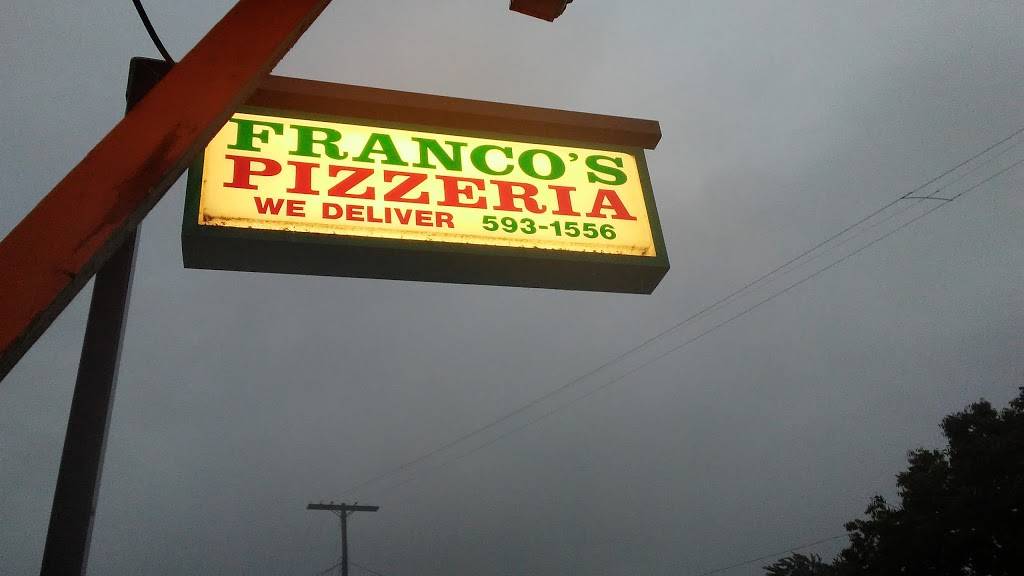 FRANCO'S
PIZZERIA
WE DELIVER 593-1556